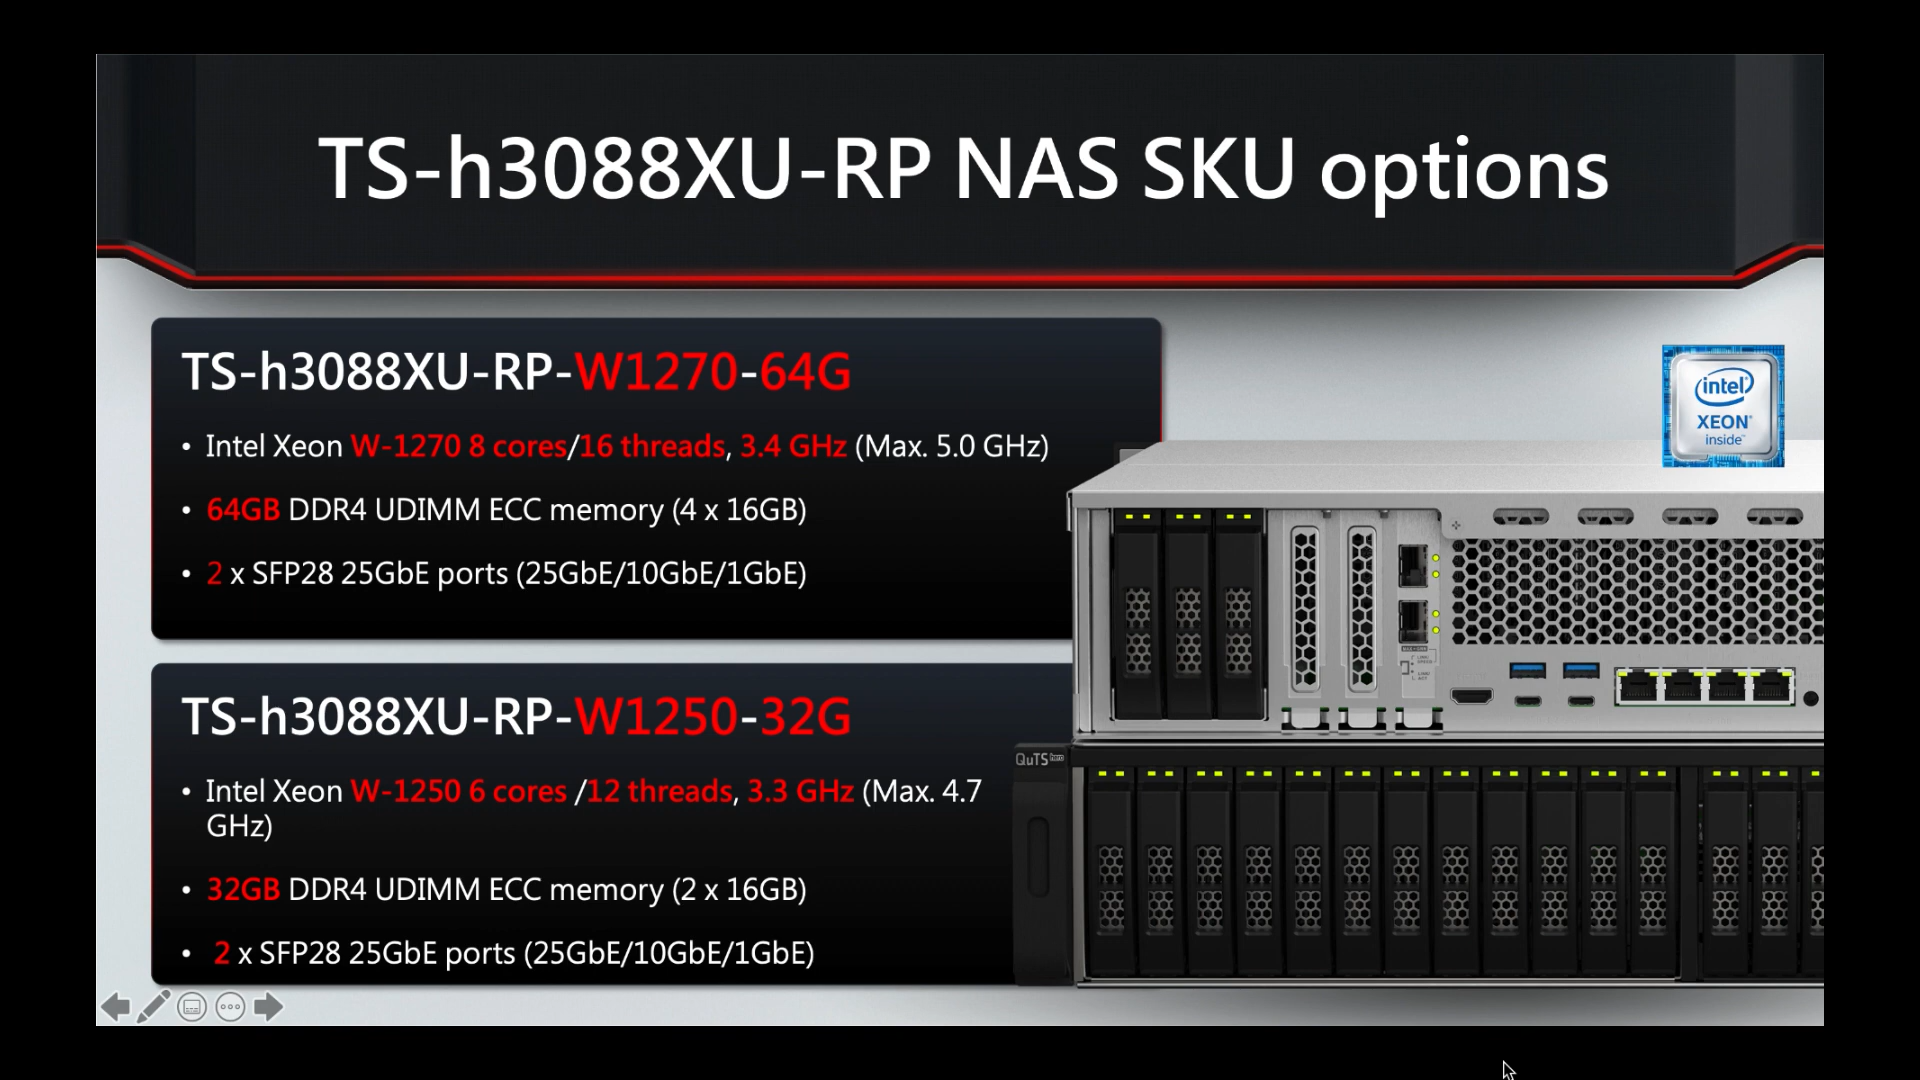 TS-h3088XU-RP NAS SKU options
TS-h3088XU-RP-W1270-64G
• Intel Xeon W-1270 8 cores/16 threads, 3.4 GHz (Max. 5.0 GHz)
• 64GB DDR4 UDIMM ECC memory (4 x 16GB)
• 2 x SFP28 25GbE ports (25GbE/10GbE/1GbE)
intel
XEON
inside
TS-h3088XU-RP-W1250-32G
• Intel Xeon W-1250 6 cores /12 threads, 3.3 GHz (Max. 4.7
GHz)
• 32GB DDR4 UDIMM ECC memory (2 x 16GB)
• 2 x SFP28 25GbE ports (25GbE/10GbE/1GbE)
QuTS hero